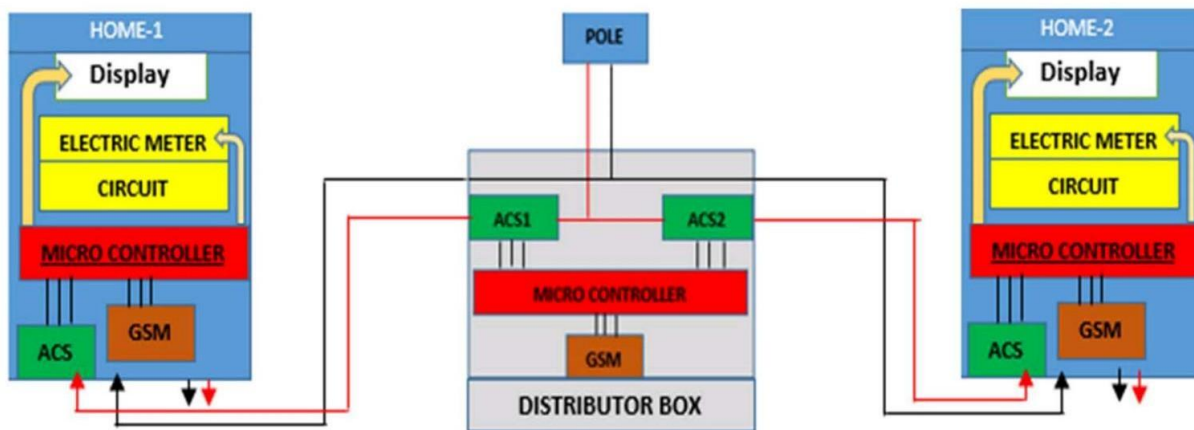 HOME-1
Display
ELECTRIC METER
CIRCUIT
MICRO CONTROLLER
GSM
ACS
POLE
ACS1
ACS2
MICRO CONTROLLER
GSM
DISTRIBUTOR BOX
HOME-2
Display
ELECTRIC METER
CIRCUIT
MICRO CONTROLLER
GSM
ACS